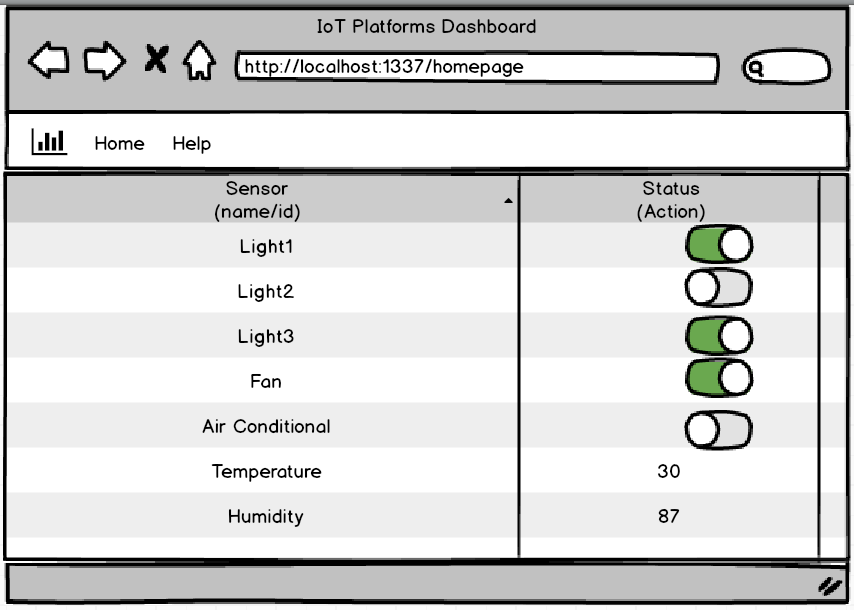 IoT Platforms Dashboard
http://localhost:1337/homepage
Home Help
Sensor
(name/id)
Status
(Action)
Light1
Light2
Light3
Fan
Air Conditional
Temperature 30
Humidity 87